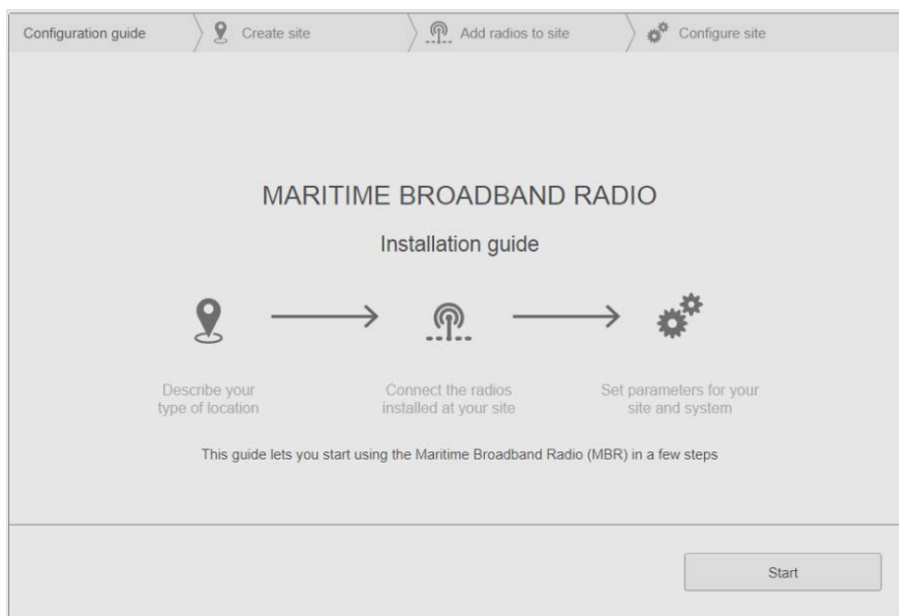 Configuration guide
Create site
Add radios to site
Configure site
MARITIME BROADBAND RADIO
Installation guide
Describe your
type of location
Connect the radios
installed at your site
Set parameters for your
site and system
This guide lets you start using the Maritime Broadband Radio (MBR) in a few steps
Start